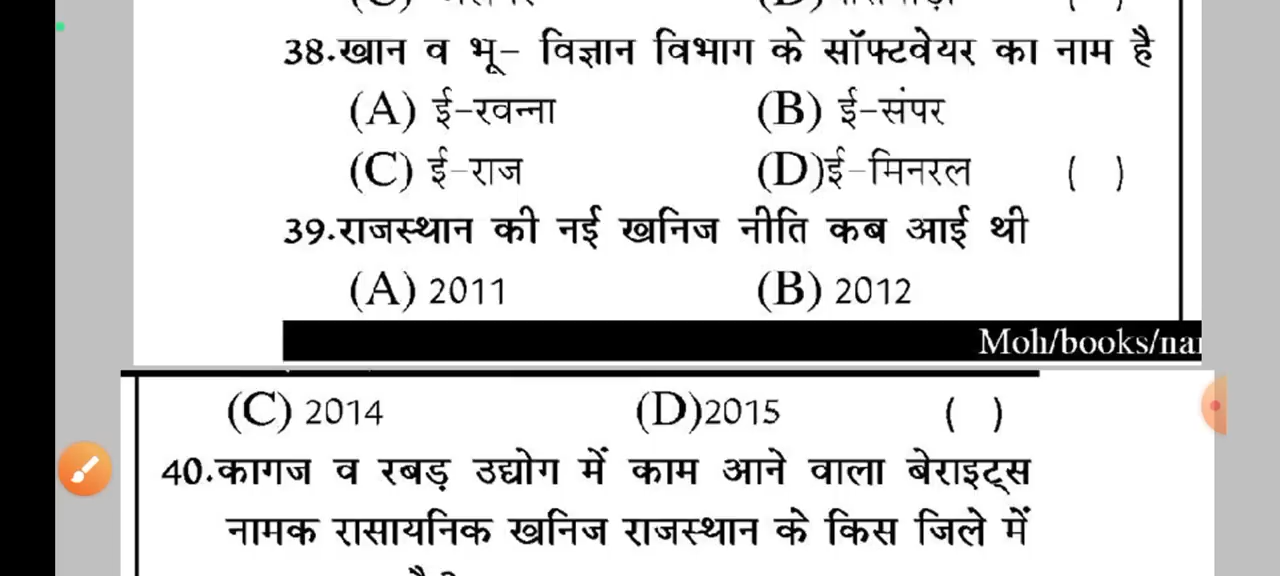 38.खान व भू- विज्ञान विभाग के सॉफ्टवेयर का नाम है
(A) ई-रवन्ना (B) ई-संपर
(C) ई-राज (D)ई-मिनरल ( )
39.राजस्थान की नई खनिज नीति कब आई थी
(A) 2011 (B) 2012
Moh/books/na
(C) 2014 (D)2015 ( )
40.कागज व रबड़ उद्योग में काम आने वाला बेराइट्स
नामक रासायनिक खनिज राजस्थान के किस जिले में